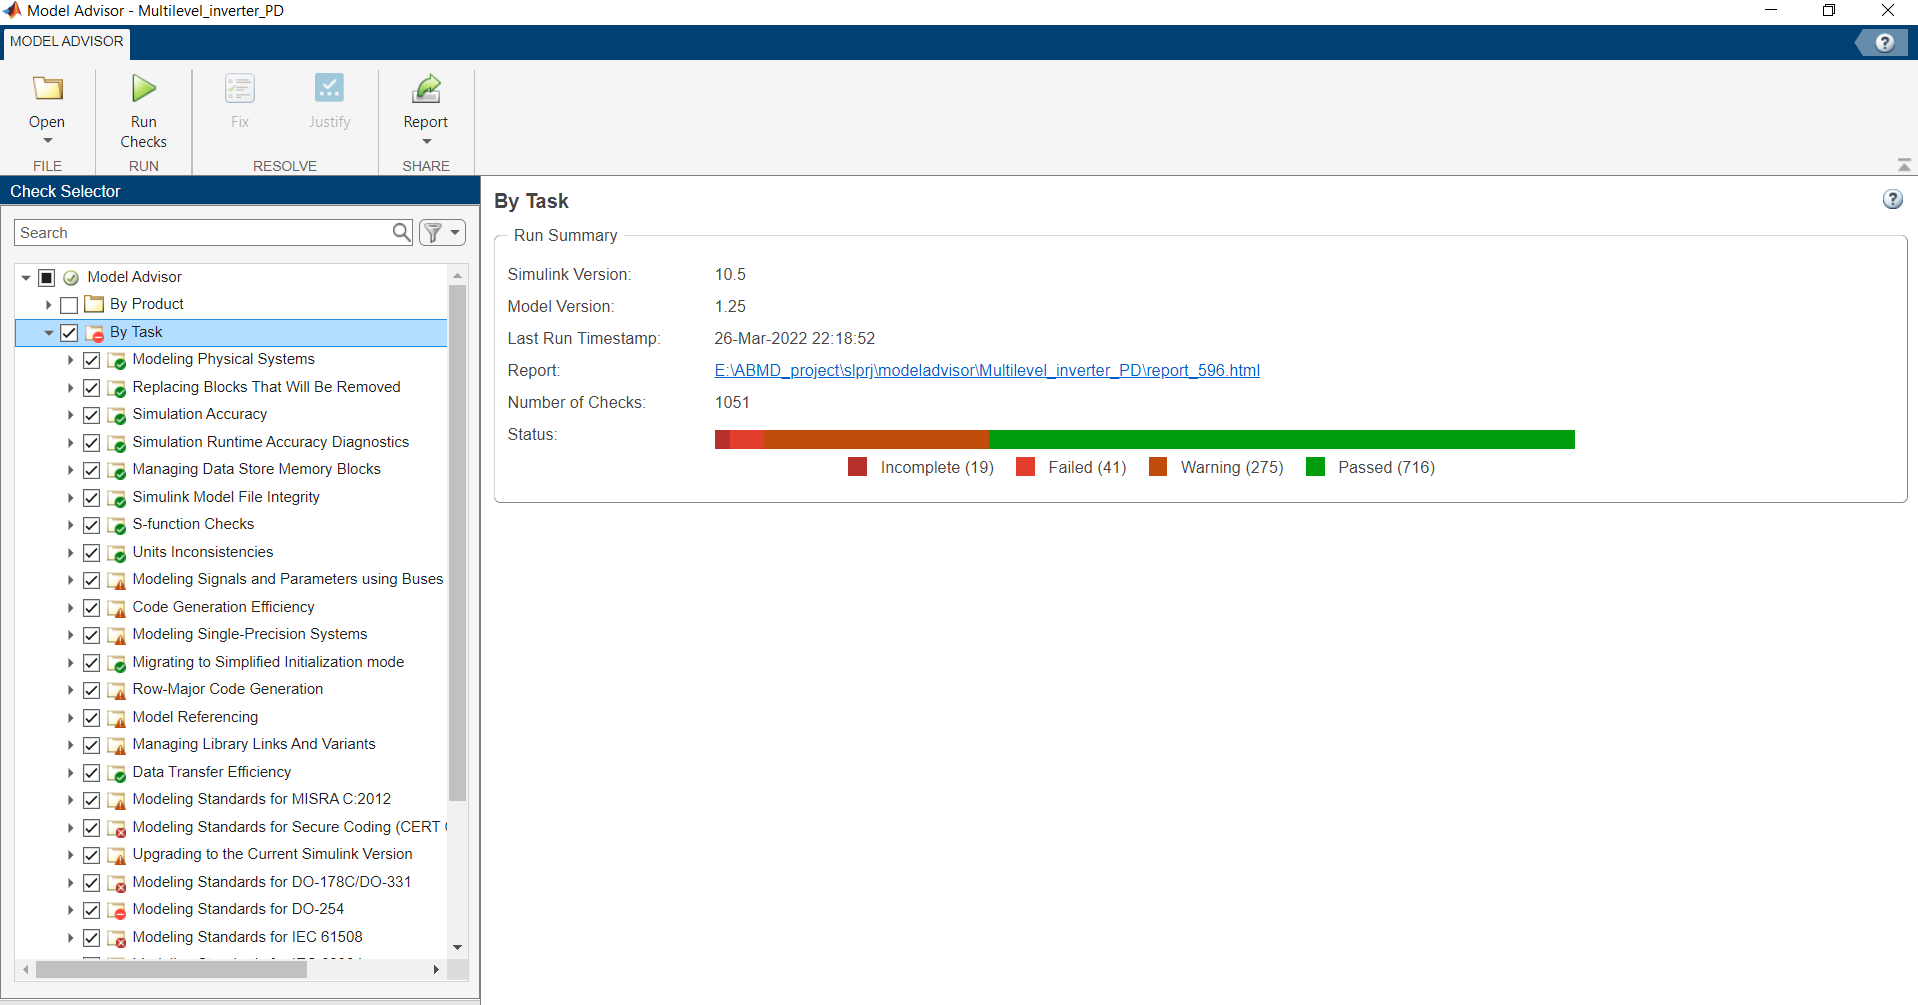 Model Advisor - Multilevel_inverter_PD
MODEL ADVISOR
Open
Run
Checks
Fix
Justify
Report
FILE
RUN
RESOLVE
SHARE
Check Selector
Search
Model Advisor
By Product
By Task
Modeling Physical Systems
Replacing Blocks That Will Be Removed
Simulation Accuracy
Simulation Runtime Accuracy Diagnostics
Managing Data Store Memory Blocks
Simulink Model File Integrity
S-function Checks
Units Inconsistencies
Modeling Signals and Parameters using Buses
Code Generation Efficiency
Modeling Single-Precision Systems
Migrating to Simplified Initialization mode
Row-Major Code Generation
Model Referencing
Managing Library Links And Variants
Data Transfer Efficiency
Modeling Standards for MISRA C:2012
Modeling Standards for Secure Coding (CERT
Upgrading to the Current Simulink Version
Modeling Standards for DO-178C/DO-331
Modeling Standards for DO-254
Modeling Standards for IEC 61508
By Task
Run Summary
Simulink Version: 10.5
Model Version: 1.25
Last Run Timestamp: 26-Mar-2022 22:18:52
Report: E:\ABMD_project\slprj\modeladvisor\Multilevel_inverter_PD\report_596.html
Number of Checks: 1051
Status:
Incomplete (19) Failed (41) Warning (275) Passed (716)